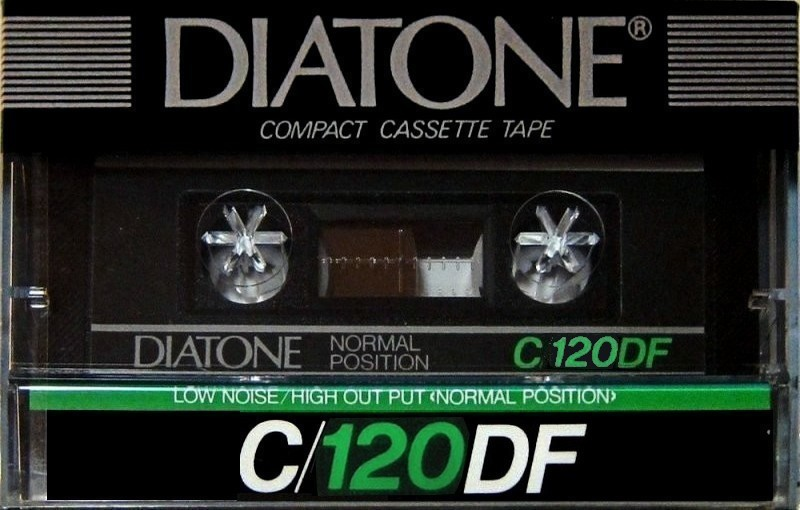 DIATONE®
COMPACT CASSETTE TAPE
DIATONE NORMAL POSITION C/120DF
LOW NOISE/HIGH OUT PUT ‹NORMAL POSITION›
C/120DF